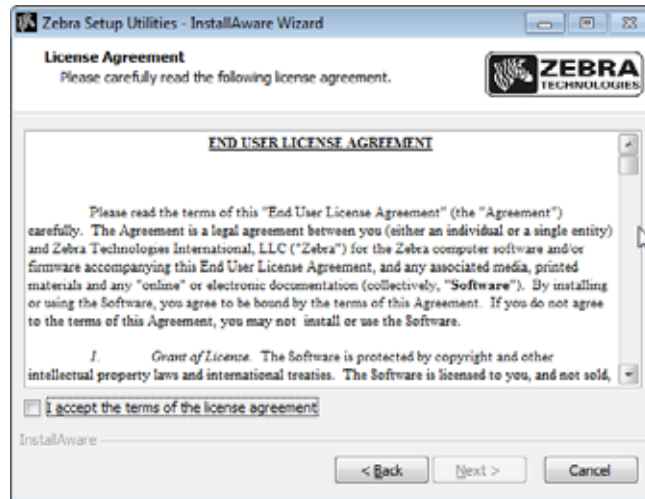 Zebra Setup Utilities - InstallAware Wizard
License Agreement
Please carefully read the following license agreement.
ZEBRA
TECHNOLOGIES
END USER LICENSE AGREEMENT
Please read the terms of this "End User License Agreement" (the "Agreement")
carefully. The Agreement is a legal agreement between you (either an individual or a single entity)
and Zebra Technologies International, LLC ("Zebra") for the Zebra computer software and/or
firmware accompanying this End User License Agreement, and any associated media, printed
materials and any "online" or electronic documentation (collectively, "Software"). By installing
or using the Software, you agree to be bound by the terms of this Agreement. If you do not agree
to the terms of this Agreement, you may not install or use the Software.
1. Grant of License. The Software is protected by copyright and other
intellectual property laws and international treaties. The Software is licensed to you, and not sold,
I accept the terms of the license agreement
InstallAware
< Back
Next >
Cancel